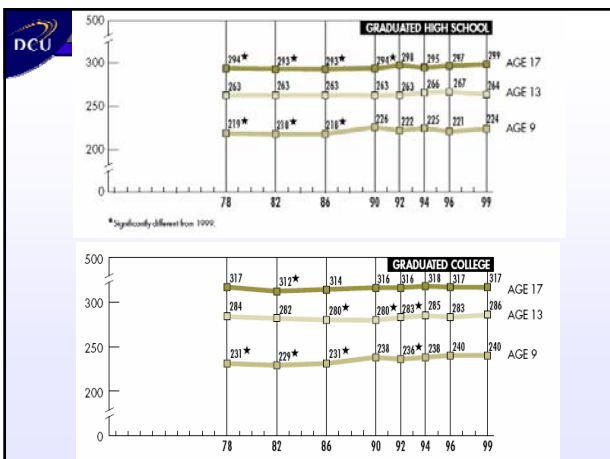 DCU
GRADUATED HIGH SCHOOL
500
294★ 293★ 293★ 294★ 298 295 297 299 AGE 17
300
263 263 263 263 263 266 267 264 AGE 13
250
219★ 218★ 218★ 226 222 225 221 224 AGE 9
200
0
78 82 86 90 92 94 96 99
★Significantly different from 1999.
GRADUATED COLLEGE
500
317 312★ 314 316 316 318 317 317 AGE 17
300
284 282 280★ 280★ 283★ 285 283 286 AGE 13
250
231★ 229★ 231★ 238 236★ 238 240 240 AGE 9
200
0
78 82 86 90 92 94 96 99